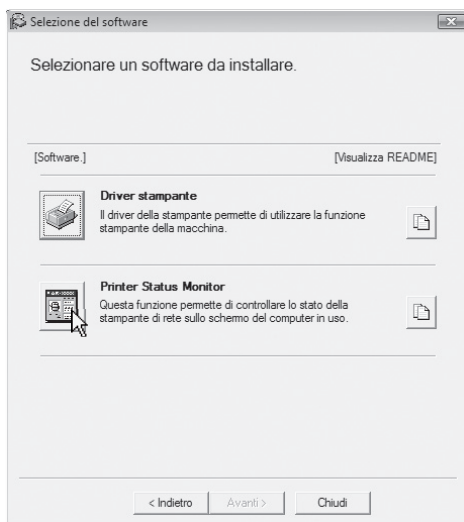 Selezione del software
Selezionare un software da installare.
[Software.] [Visualizza README]
Driver stampante
Il driver della stampante permette di utilizzare la funzione
stampante della macchina.
Printer Status Monitor
Questa funzione permette di controllare lo stato della
stampante di rete sullo schermo del computer in uso.
< Indietro Avanti > Chiudi